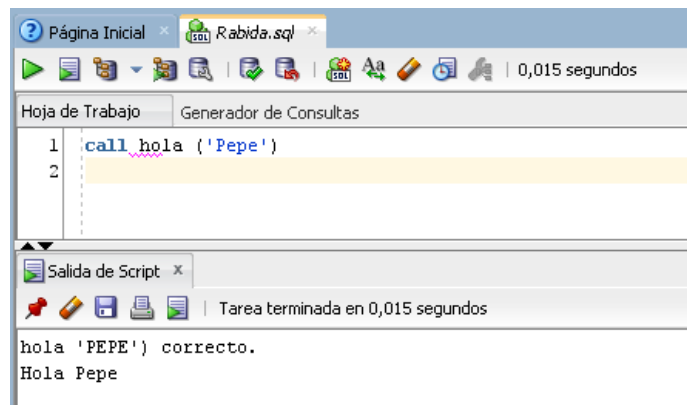 Página Inicial Rabida.sql
0,015 segundos
Hoja de Trabajo Generador de Consultas
1 call hola ('Pepe')
2
Salida de Script
Tarea terminada en 0,015 segundos
hola 'PEPE') correcto.
Hola Pepe